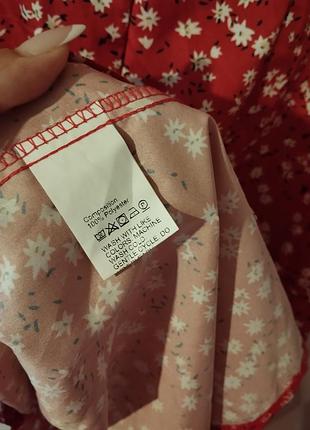 Composition
100% Polyester
WASH WITH LIKE
COLORS MACHINE
WASH COLD
GENTLE CYCLE DO